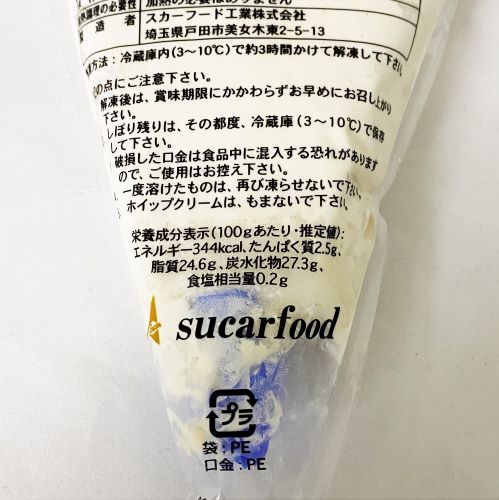 加熱の必要はありません
製 造 者
スカーフード工業株式会社
埼玉県戸田市美女木東2-5-13
方法：冷蔵庫内（3～10℃）で約3時間かけて解凍して下さい。
の点にご注意下さい。
解凍後は、賞味期限にかかわらずお早めにお召し上がり
下さい。
しぼり残りは、その都度、冷蔵庫（3～10℃）で保存
して下さい。
破損した口金は食品中に混入する恐れがあります
ので、ご使用はお控え下さい。
一度溶けたものは、再び凍らせないで下さい。
ホイップクリームは、もまないで下さい。
栄養成分表示（100gあたり・推定値）：
エネルギー344kcal、たんぱく質2.5g、
脂質24.6g、炭水化物27.3g、
食塩相当量0.2g
sucarfood
プラ
袋：PE
口金：PE